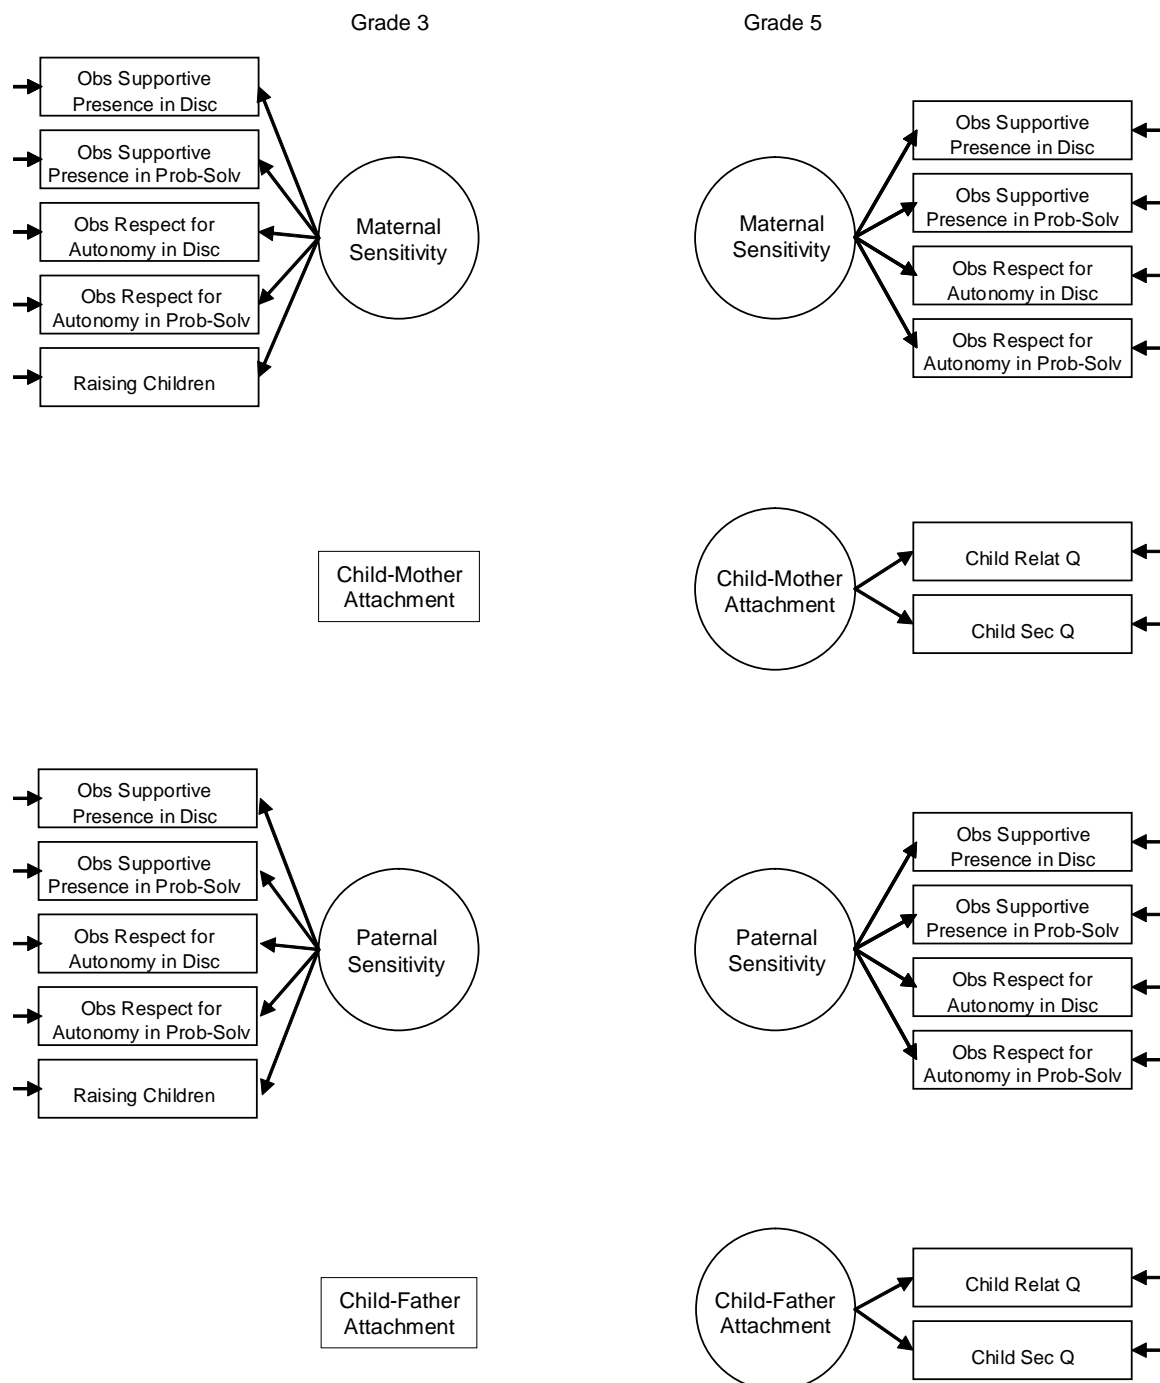 Grade 3
Grade 5
Obs Supportive
Presence in Disc
Obs Supportive
Presence in Prob-Solv
Obs Respect for
Autonomy in Disc
Obs Respect for
Autonomy in Prob-Solv
Raising Children
Maternal
Sensitivity
Maternal
Sensitivity
Obs Supportive
Presence in Disc
Obs Supportive
Presence in Prob-Solv
Obs Respect for
Autonomy in Disc
Obs Respect for
Autonomy in Prob-Solv
Child-Mother
Attachment
Child-Mother
Attachment
Child Relat Q
Child Sec Q
Obs Supportive
Presence in Disc
Obs Supportive
Presence in Prob-Solv
Obs Respect for
Autonomy in Disc
Obs Respect for
Autonomy in Prob-Solv
Raising Children
Paternal
Sensitivity
Paternal
Sensitivity
Obs Supportive
Presence in Disc
Obs Supportive
Presence in Prob-Solv
Obs Respect for
Autonomy in Disc
Obs Respect for
Autonomy in Prob-Solv
Child-Father
Attachment
Child-Father
Attachment
Child Relat Q
Child Sec Q